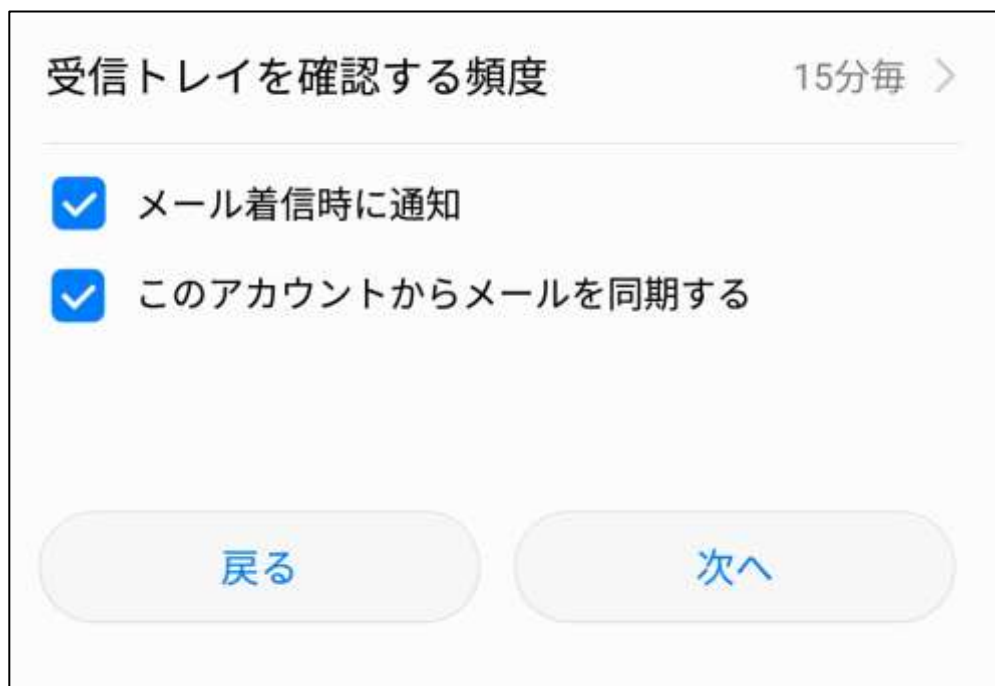 受信トレイを確認する頻度 15分毎
メール着信時に通知
このアカウントからメールを同期する
戻る 次へ